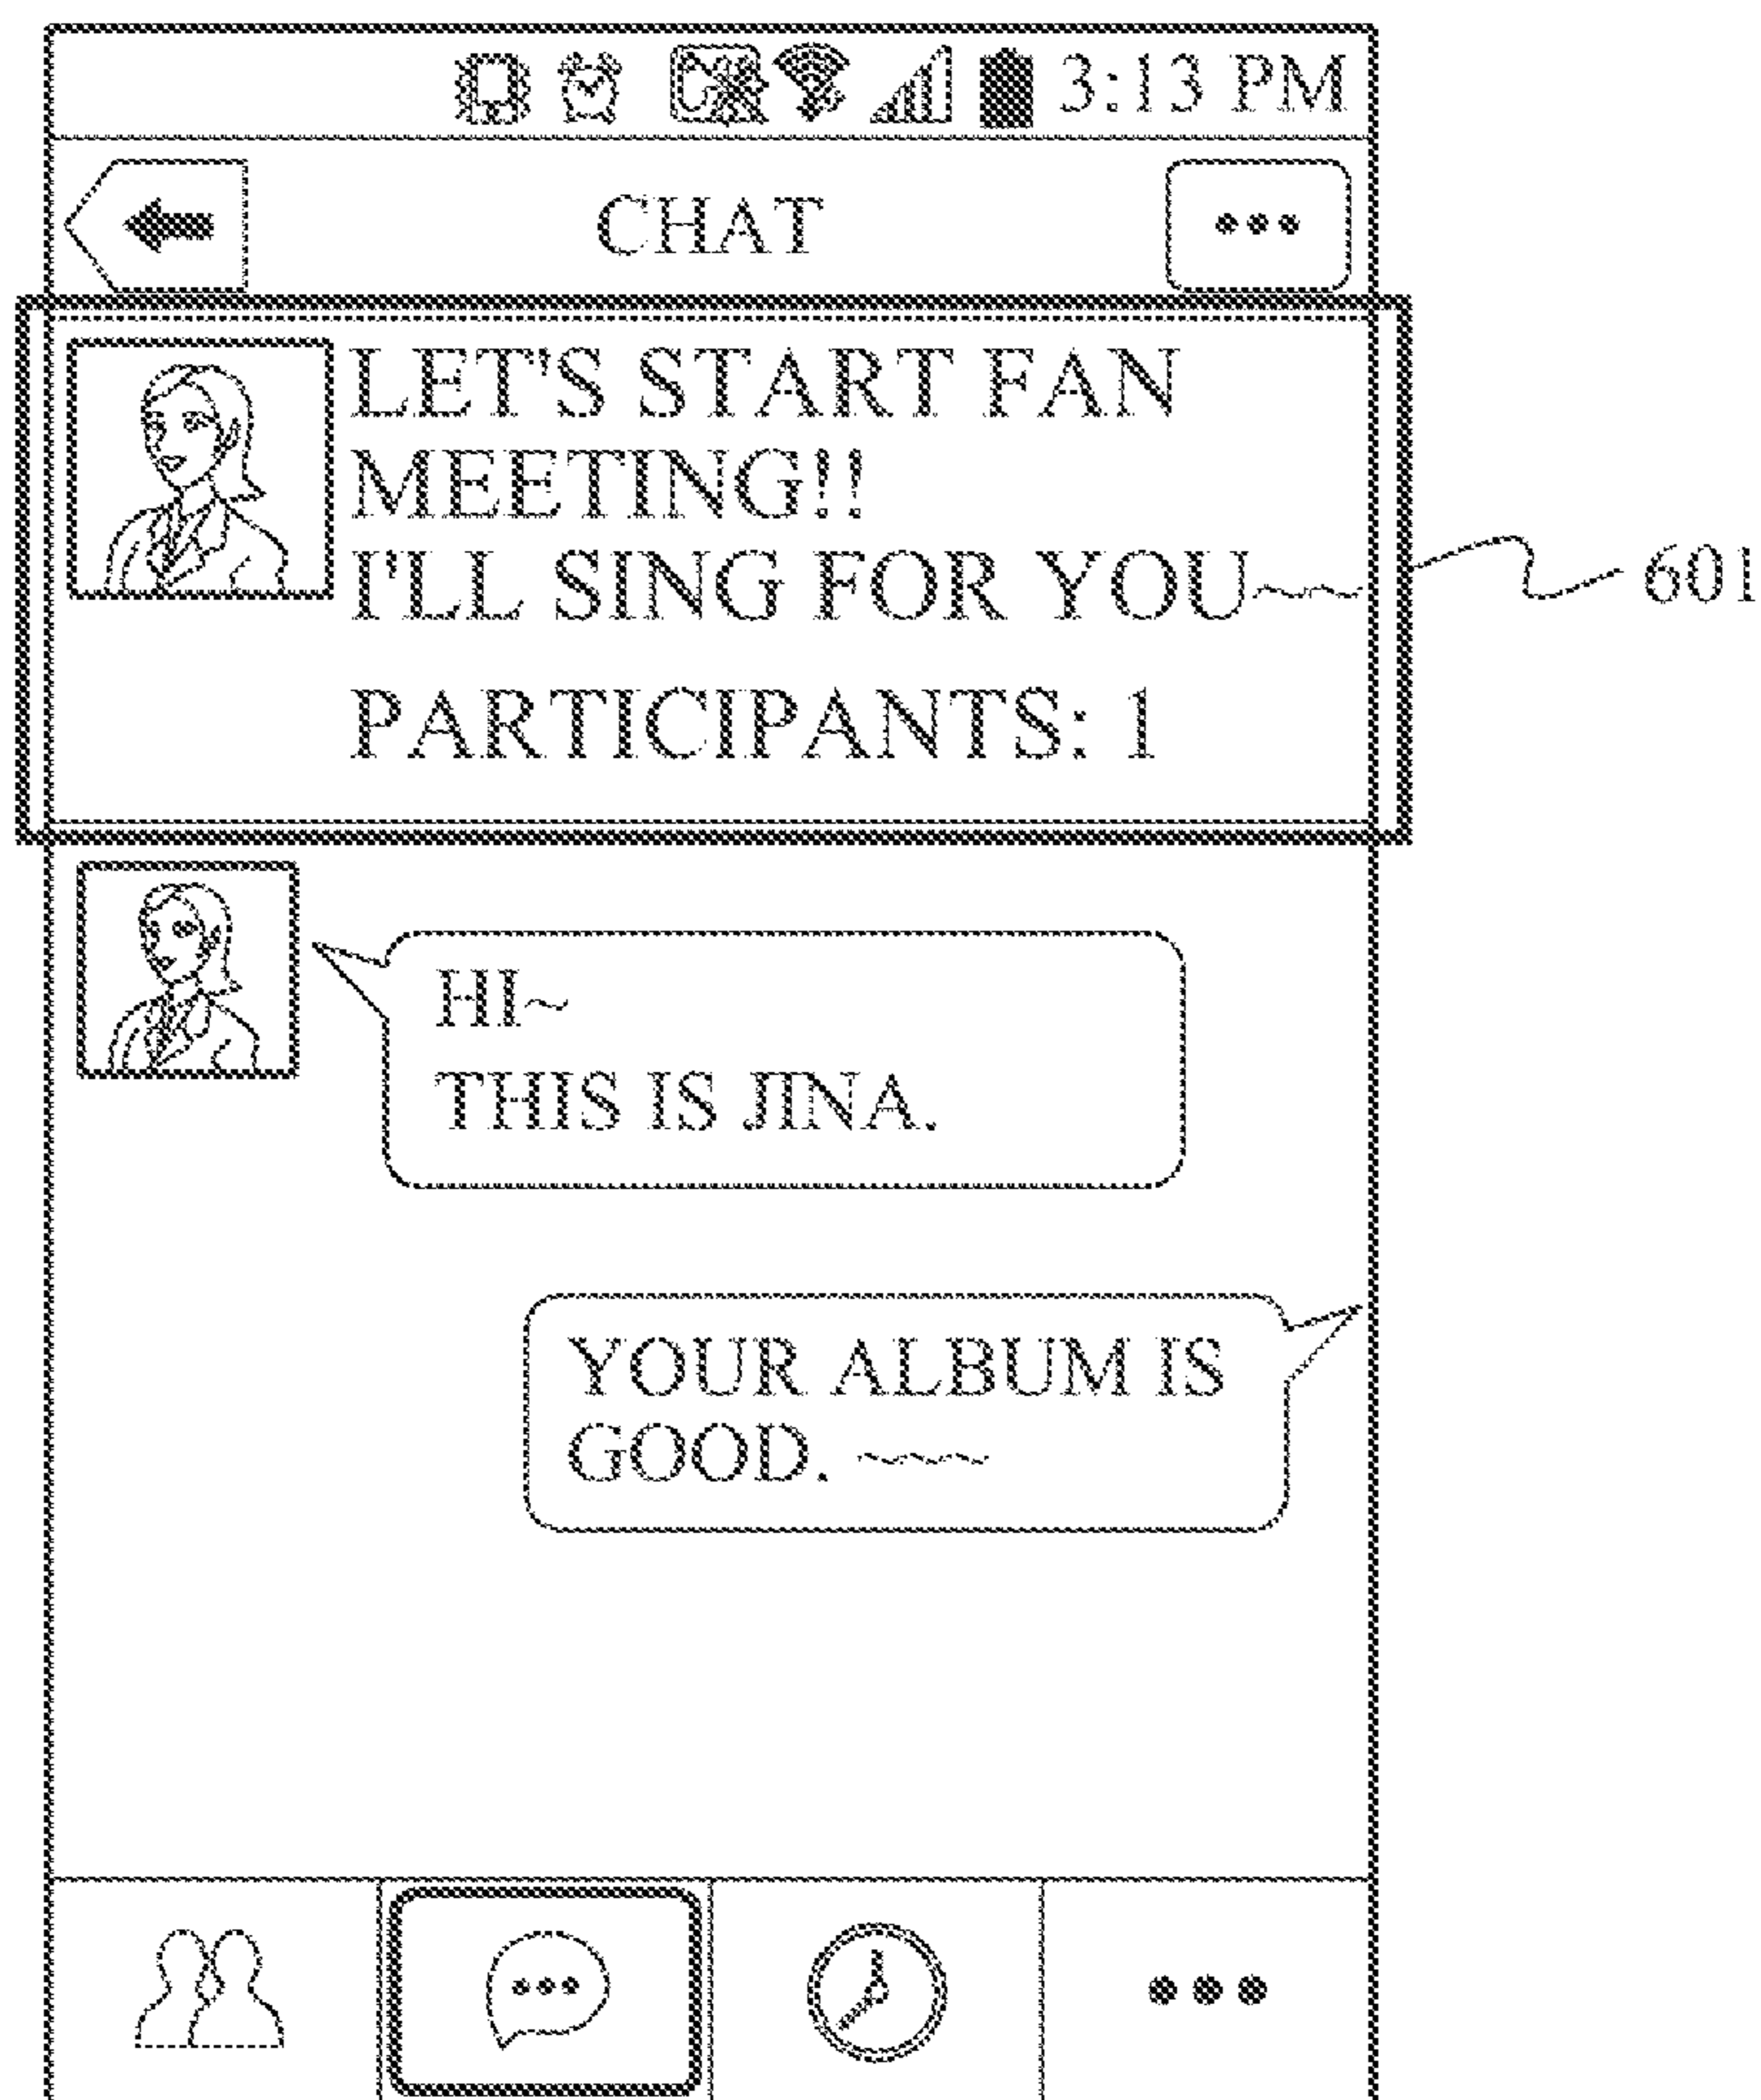 3:13 PM
CHAT
LET'S START FAN
MEETING!!
I'LL SING FOR YOU~~
PARTICIPANTS: 1
601
HI~
THIS IS JINA.
YOUR ALBUM IS
GOOD. ~~~